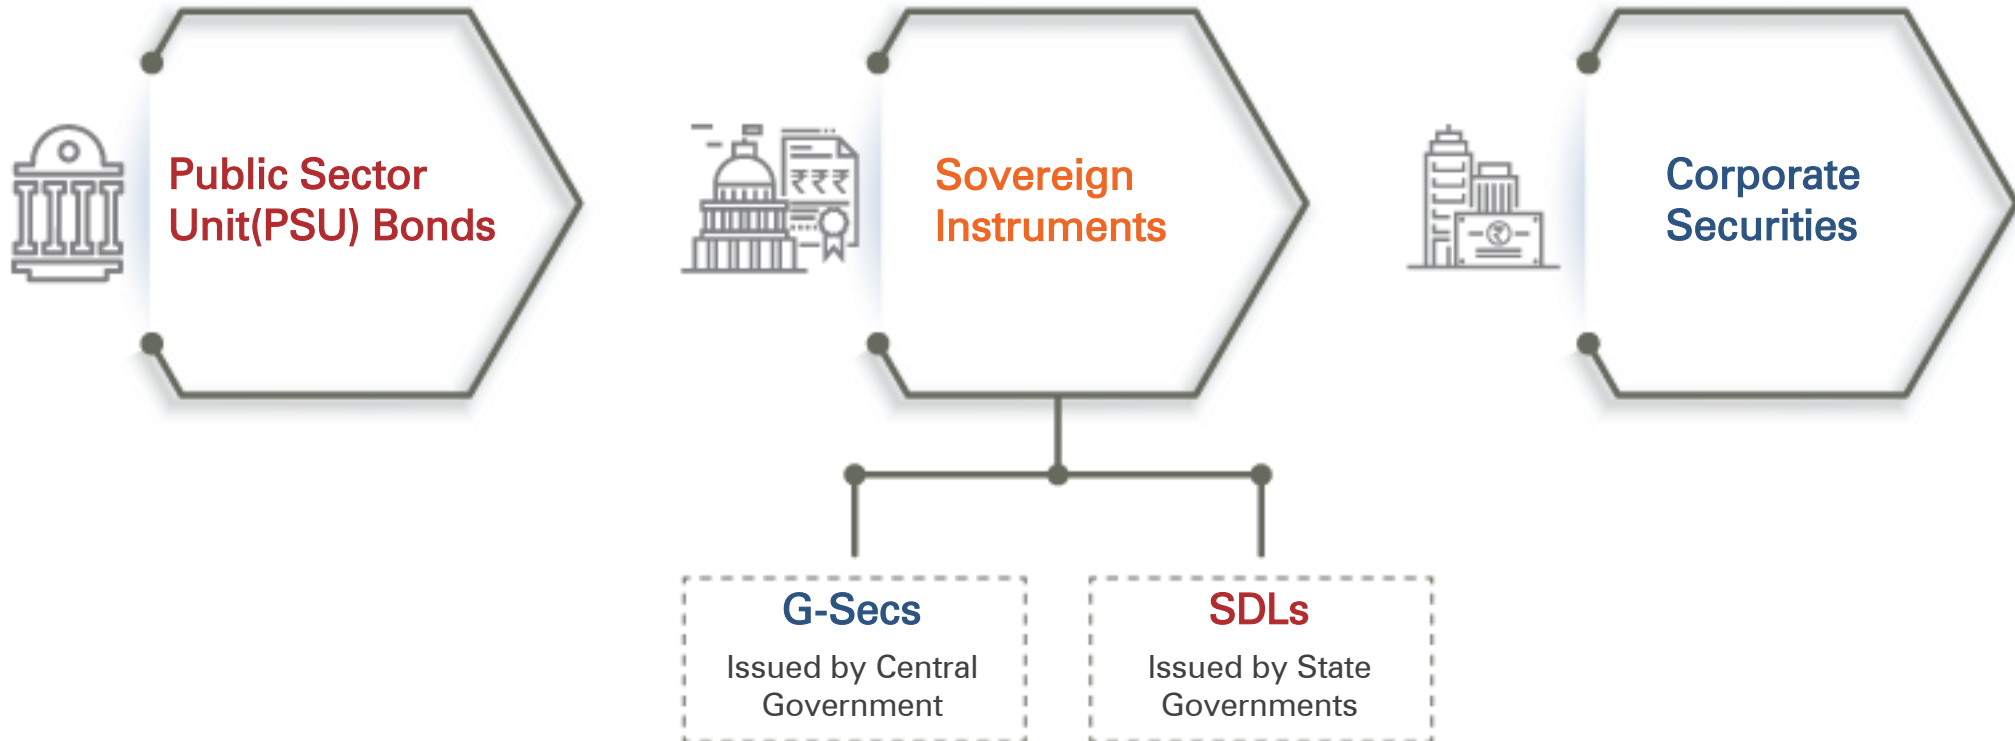 Public Sector
Unit(PSU) Bonds
Sovereign
Instruments
Corporate
Securities
G-Secs
Issued by Central
Government
SDLs
Issued by State
Governments